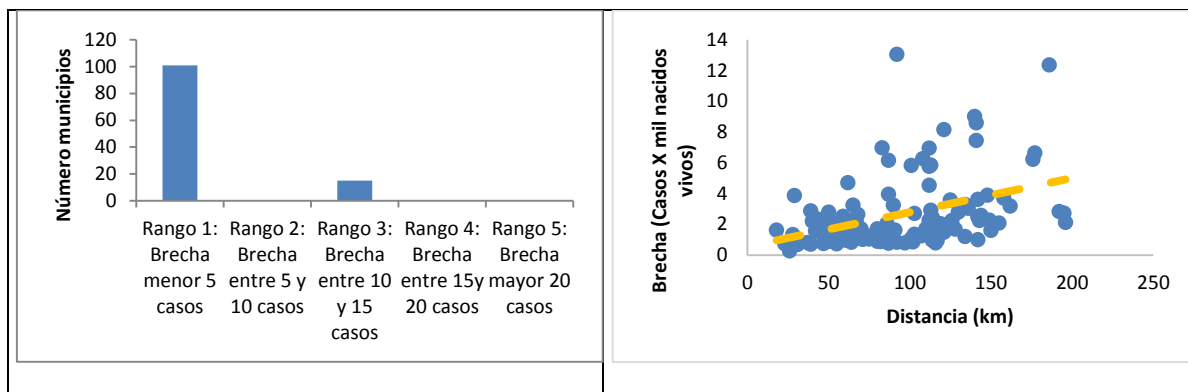 Número municipios
120
100
80
60
40
20
0
Rango 1:
Brecha
menor 5
casos
Rango 2:
Brecha
entre 5 y
10 casos
Rango 3:
Brecha
entre 10
y 15
casos
Rango 4:
Brecha
entre 15y
20 casos
Rango 5:
Brecha
mayor 20
casos
Brecha (Casos X mil nacidos
vivos)
14
12
10
8
6
4
2
0
0 50 100 150 200 250
Distancia (km)